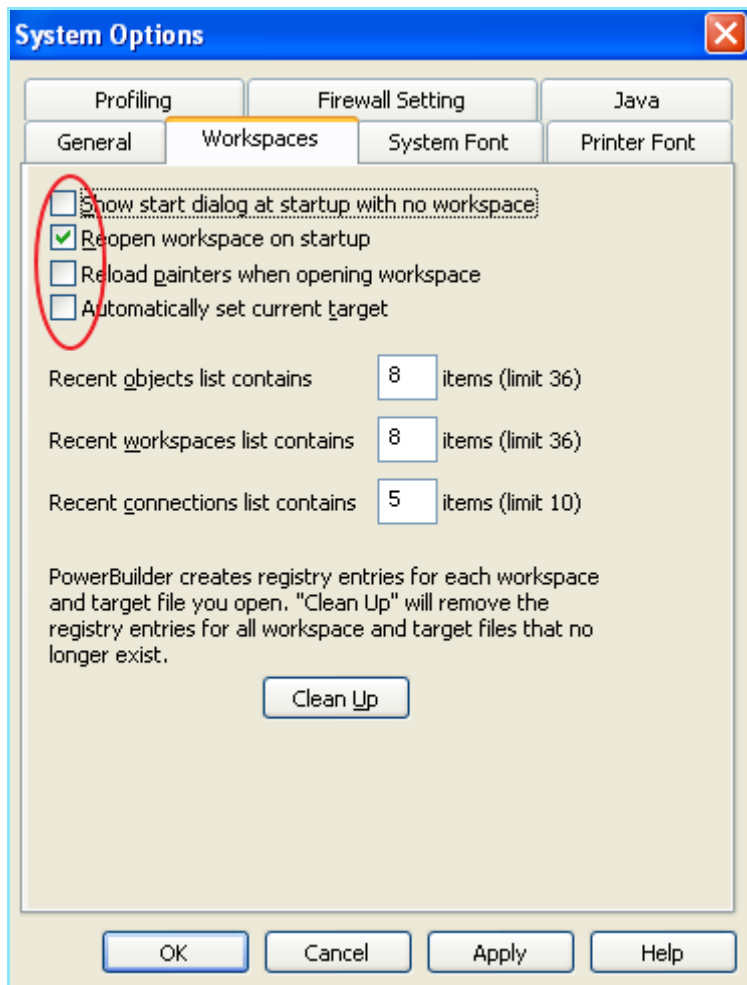 System Options
Profiling Firewall Setting Java
General Workspaces System Font Printer Font
Show start dialog at startup with no workspace
Reopen workspace on startup
Reload painters when opening workspace
Automatically set current target
Recent objects list contains 8 items (limit 36)
Recent workspaces list contains 8 items (limit 36)
Recent connections list contains 5 items (limit 10)
PowerBuilder creates registry entries for each workspace
and target file you open. "Clean Up" will remove the
registry entries for all workspace and target files that no
longer exist.
Clean Up
OK Cancel Apply Help